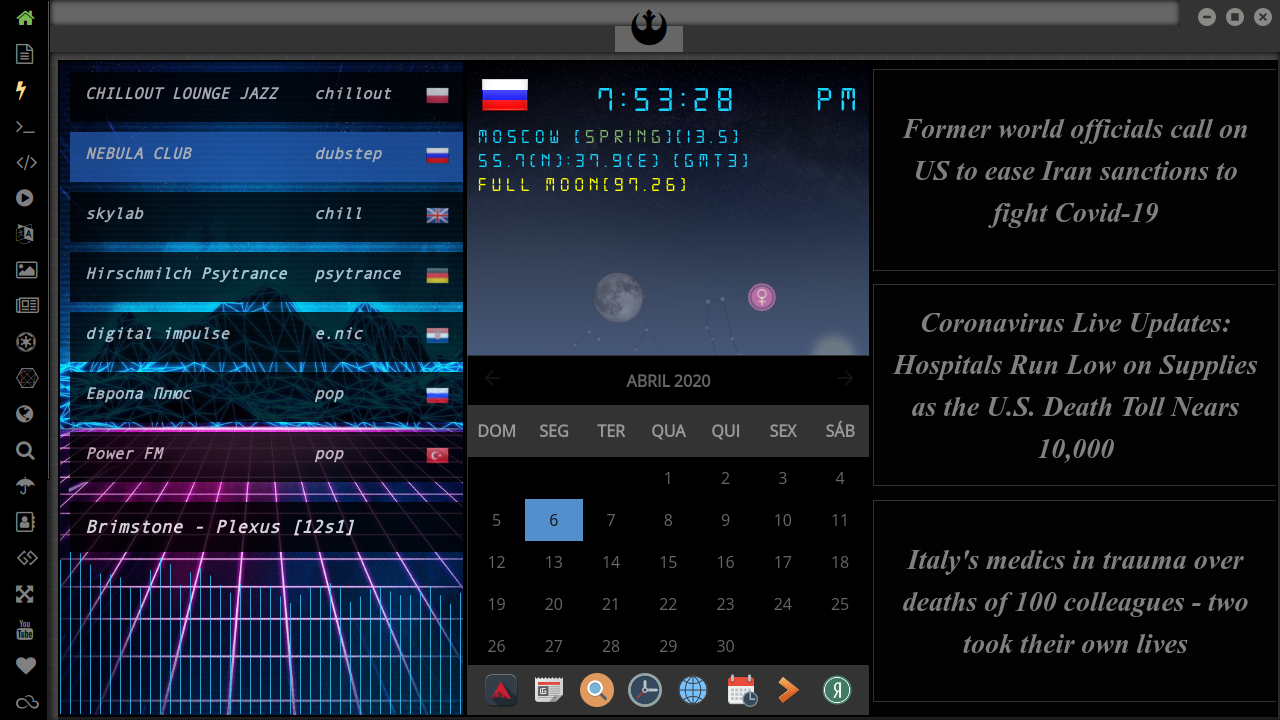 CHILLOUT LOUNGE JAZZ chillout
NEBULA CLUB dubstep
skylab chill
Hirschmilch Psytrance psytrance
digital impulse e.nic
Европа Плюс pop
Power FM pop
Brimstone - Plexus [12s1]
7:53:28 PM
MOSCOW [SPRING][13.5]
55.7(N):37.9(E) [GMT3]
FULL MOON[97.26]
ABRIL 2020
DOM SEG TER QUA QUI SEX SÁB
1 2 3 4
5 6 7 8 9 10 11
12 13 14 15 16 17 18
19 20 21 22 23 24 25
26 27 28 29 30
Former world officials call on
US to ease Iran sanctions to
fight Covid-19
Coronavirus Live Updates:
Hospitals Run Low on Supplies
as the U.S. Death Toll Nears
10,000
Italy's medics in trauma over
deaths of 100 colleagues - two
took their own lives
You
Tube
Я